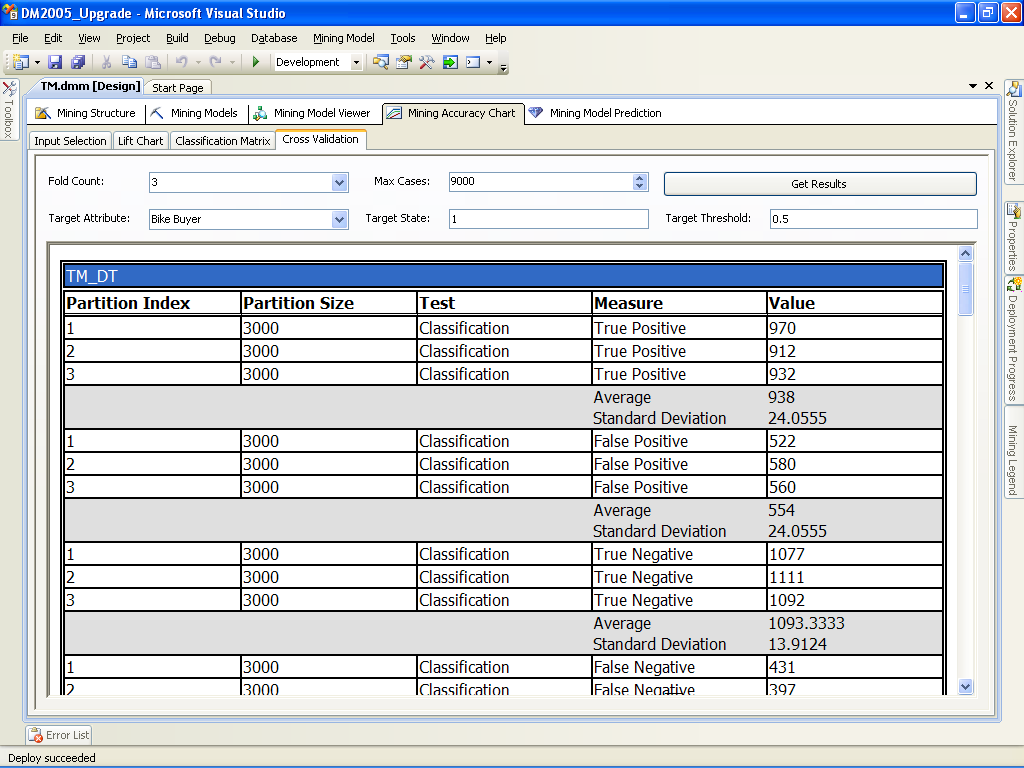 DM2005_Upgrade - Microsoft Visual Studio
File Edit View Project Build Debug Database Mining Model Tools Window Help
Development
TM.dmm [Design] Start Page
Toolbox
Mining Structure Mining Models Mining Model Viewer Mining Accuracy Chart Mining Model Prediction
Input Selection Lift Chart Classification Matrix Cross Validation
Fold Count: 3 Max Cases: 9000 Get Results
Target Attribute: Bike Buyer Target State: 1 Target Threshold: 0.5
TM_DT
Partition Index Partition Size Test Measure Value
1 3000 Classification True Positive 970
2 3000 Classification True Positive 912
3 3000 Classification True Positive 932
Average 938
Standard Deviation 24.0555
1 3000 Classification False Positive 522
2 3000 Classification False Positive 580
3 3000 Classification False Positive 560
Average 554
Standard Deviation 24.0555
1 3000 Classification True Negative 1077
2 3000 Classification True Negative 1111
3 3000 Classification True Negative 1092
Average 1093.3333
Standard Deviation 13.9124
1 3000 Classification False Negative 431
2 3000 Classification False Negative 397
Solution Explorer
Properties
Deployment Progress
Mining Legend
Error List
Deploy succeeded